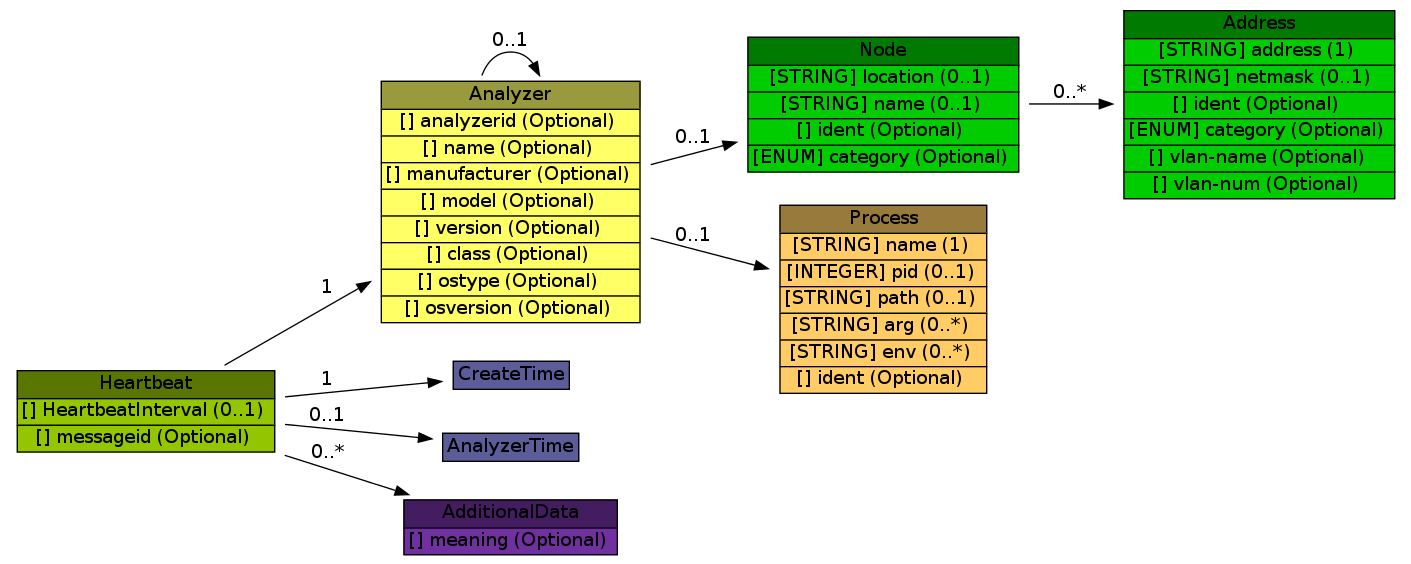 0..1
Analyzer
[] analyzerid (Optional)
[] name (Optional)
[] manufacturer (Optional)
[] model (Optional)
[] version (Optional)
[] class (Optional)
[] ostype (Optional)
[] osversion (Optional)
0..1
0..1
Node
[STRING] location (0..1)
[STRING] name (0..1)
[] ident (Optional)
[ENUM] category (Optional)
0..*
Address
[STRING] address (1)
[STRING] netmask (0..1)
[] ident (Optional)
[ENUM] category (Optional)
[] vlan-name (Optional)
[] vlan-num (Optional)
Process
[STRING] name (1)
[INTEGER] pid (0..1)
[STRING] path (0..1)
[STRING] arg (0..*)
[STRING] env (0..*)
[] ident (Optional)
Heartbeat
[] HeartbeatInterval (0..1)
[] messageid (Optional)
1
1
0..1
0..*
CreateTime
AnalyzerTime
AdditionalData
[] meaning (Optional)